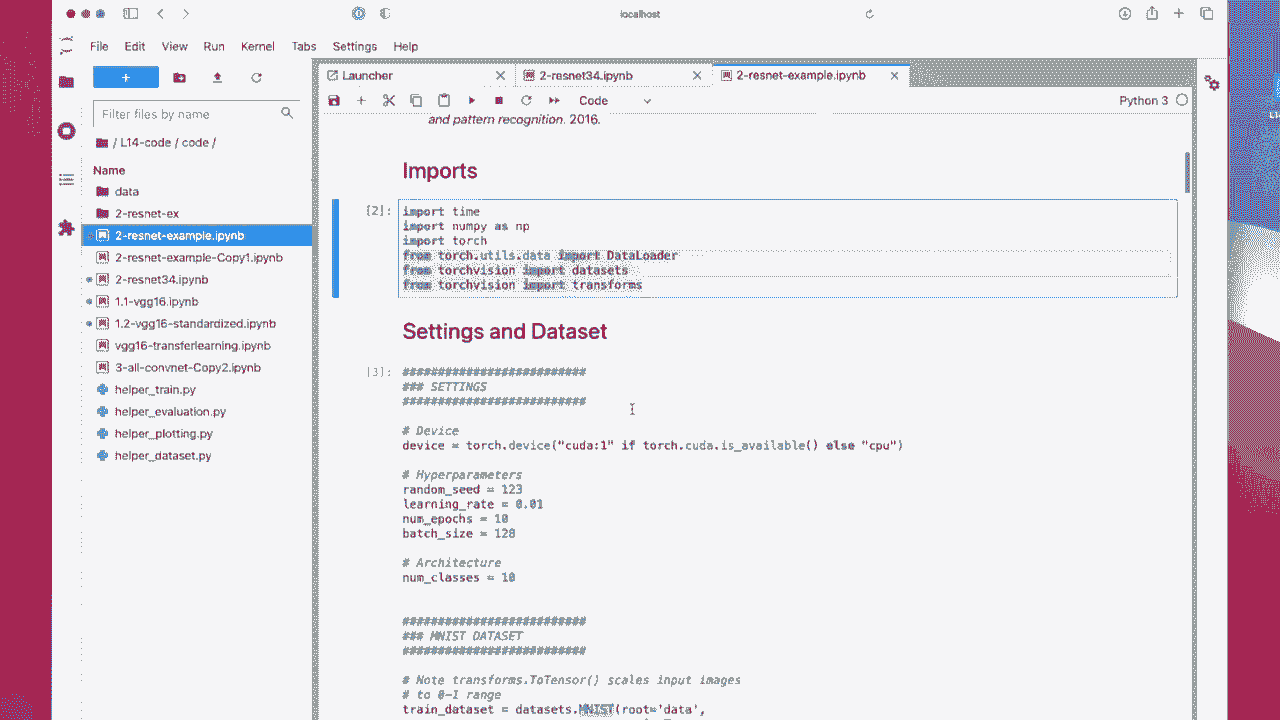 localhost
File Edit View Run Kernel Tabs Settings Help
Launcher
2-resnet34.ipynb
2-resnet-example.ipynb
Code
Python 3
Filter files by name
/ L14-code / code /
Name
data
2-resnet-ex
2-resnet-example.ipynb
2-resnet-example-Copy1.ipynb
2-resnet34.ipynb
1.1-vgg16.ipynb
1.2-vgg16-standardized.ipynb
vgg16-transferlearning.ipynb
3-all-convnet-Copy2.ipynb
helper_train.py
helper_evaluation.py
helper_plotting.py
helper_dataset.py
and pattern recognition. 2016.
Imports
[2]:
import time
import numpy as np
import torch
from torch.utils.data import DataLoader
from torchvision import datasets
from torchvision import transforms
Settings and Dataset
[3]:
##########################
### SETTINGS
##########################
# Device
device = torch.device("cuda:1" if torch.cuda.is_available() else "cpu")
# Hyperparameters
random_seed = 123
learning_rate = 0.01
num_epochs = 10
batch_size = 128
# Architecture
num_classes = 10
##########################
### MNIST DATASET
##########################
# Note transforms.ToTensor() scales input images
# to 0-1 range
train_dataset = datasets.MNIST(root='data',